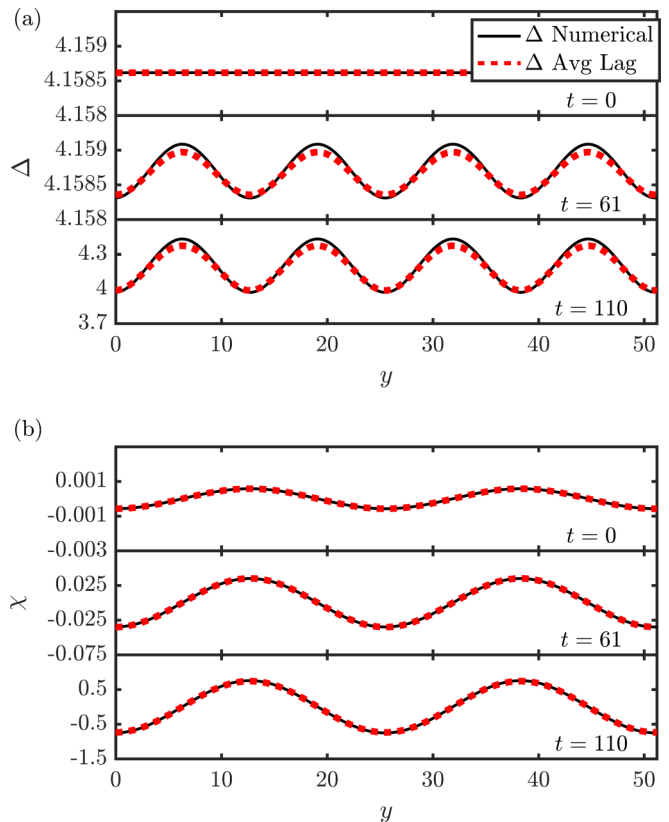 (a)
4.159
4.1585
4.158
Δ Numerical
Δ Avg Lag
t = 0
4.159
4.1585
4.158
Δ
t = 61
4.3
4
3.7
t = 110
0 10 20 30 40 50
y
(b)
0.001
-0.001
-0.003
t = 0
0.025
-0.025
-0.075
χ
t = 61
0.5
-0.5
-1.5
t = 110
0 10 20 30 40 50
y